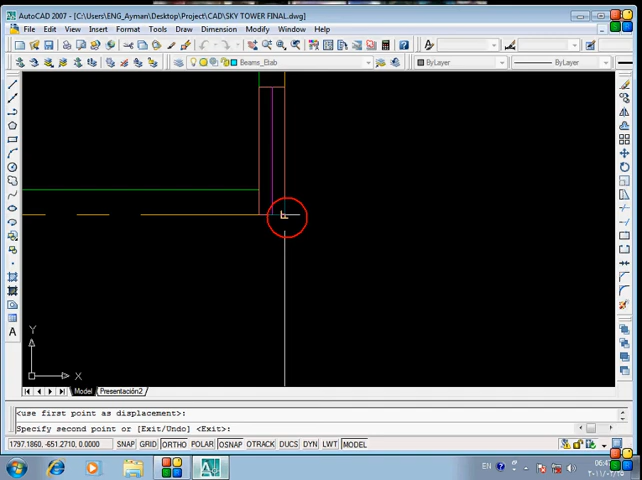 AutoCAD 2007 - [C:\Users\ENG_Ayman\Desktop\Project\CAD\SKY TOWER FINAL.dwg]
File Edit View Insert Format Tools Draw Dimension Modify Window Help
Beams_Etab ByLayer ByLayer
Y
X
Model Presentación2
<use first point as displacement>:
Specify second point or [Exit/Undo] <Exit>:
1797.1860, -651.2710, 0.0000 SNAP GRID ORTHO POLAR OSNAP OTRACK DUCS DYN LWT MODEL
EN